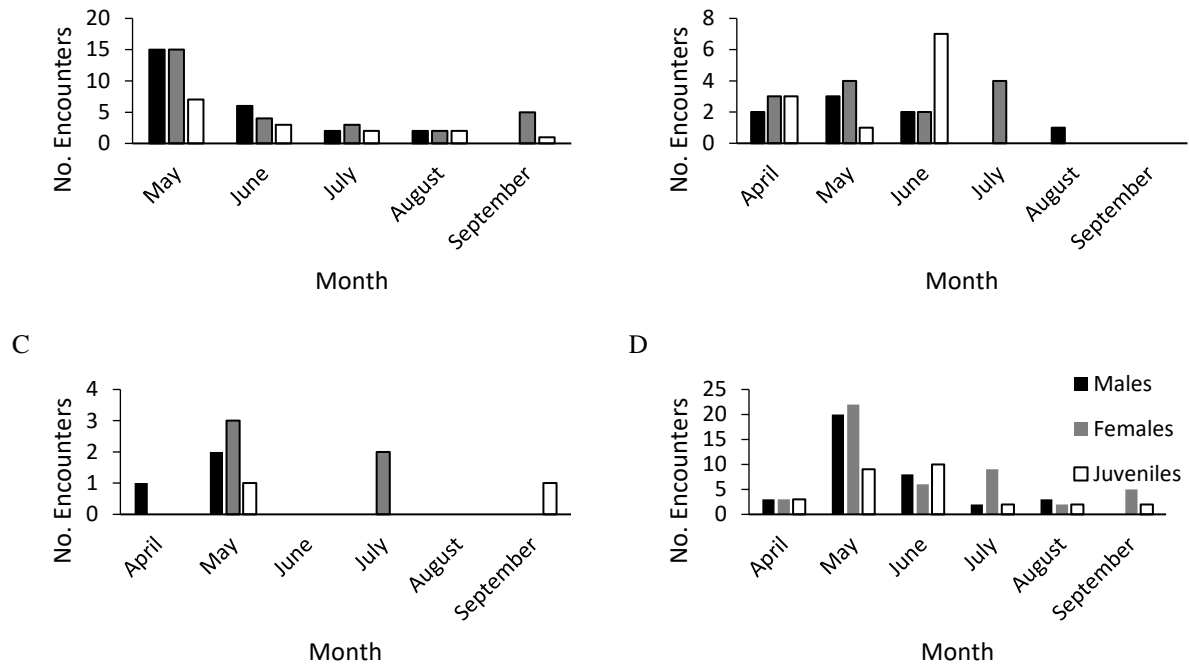 20
15
10
5
0
No. Encounters
May
June
July
August
September
Month
8
6
4
2
0
No. Encounters
April
May
June
July
August
September
Month
C
4
3
2
1
0
No. Encounters
April
May
June
July
August
September
Month
D
25
20
15
10
5
0
No. Encounters
April
May
June
July
August
September
Month
Males
Females
Juveniles